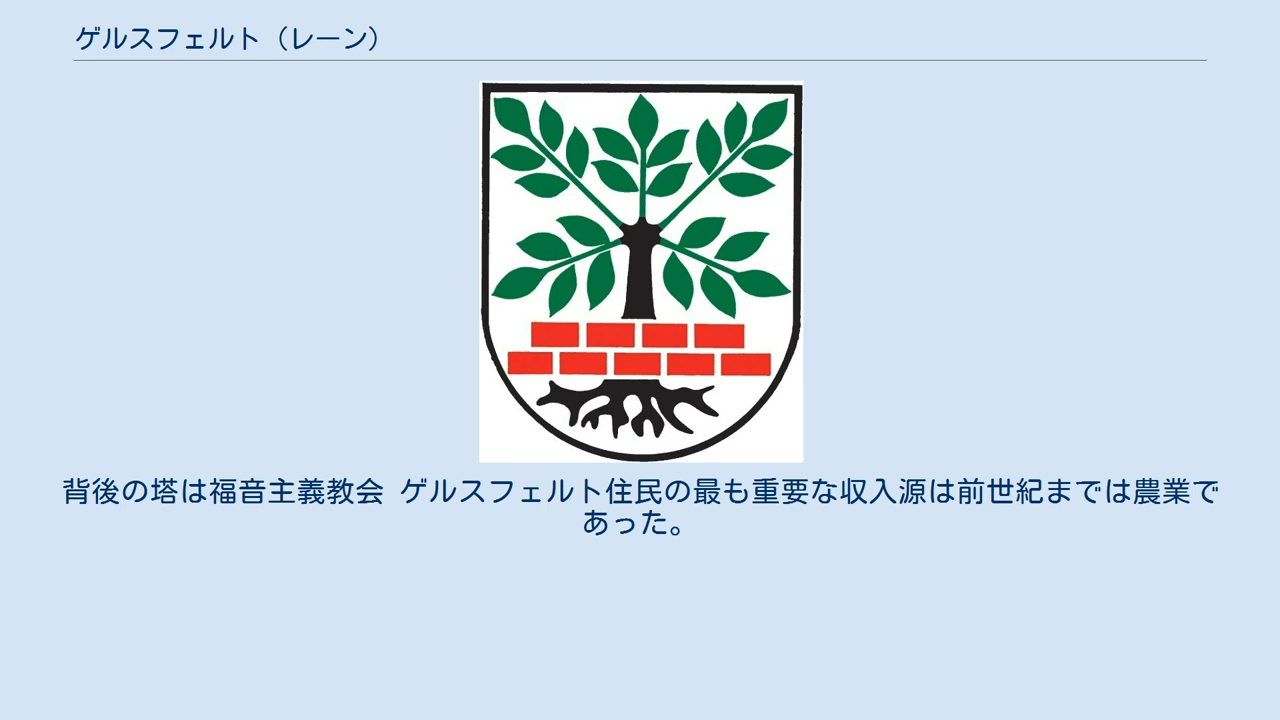 ゲルスフェルト（レーン）
背後の塔は福音主義教会 ゲルスフェルト住民の最も重要な収入源は前世紀までは農業で
あった。